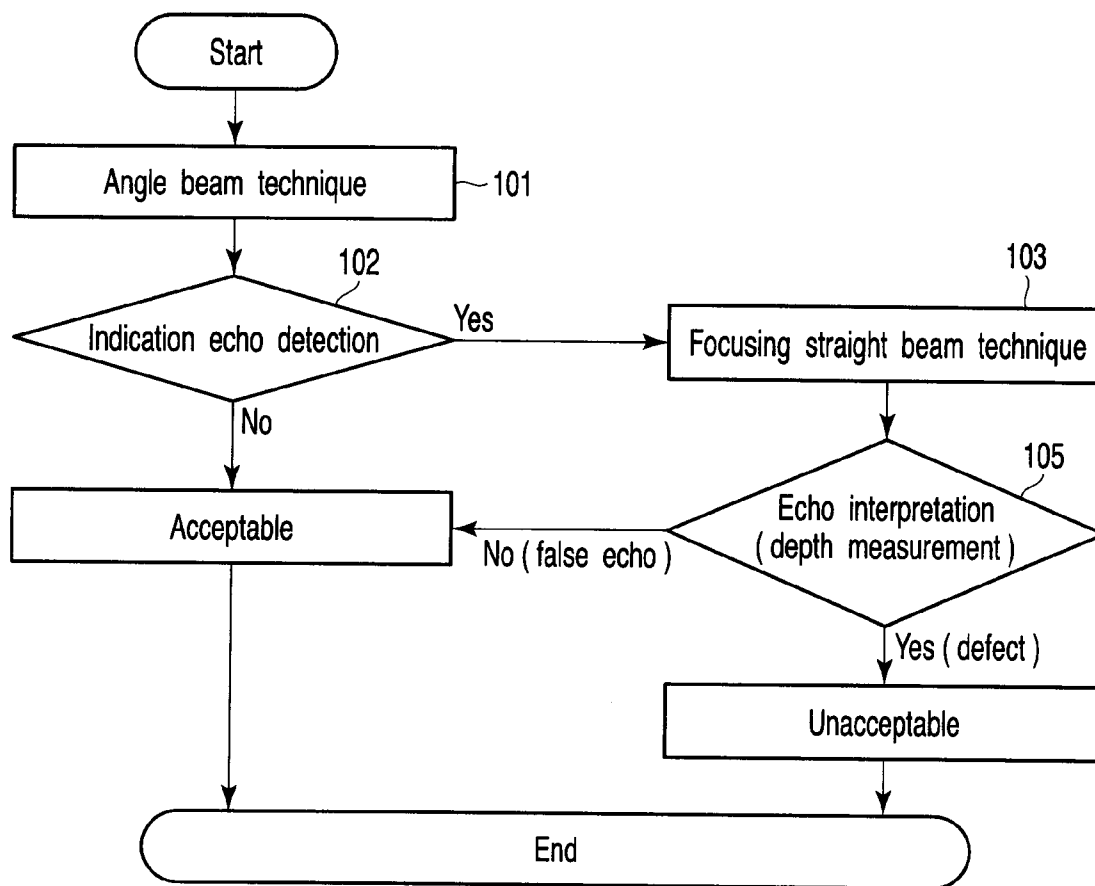 Start
Angle beam technique
101
102
Indication echo detection
Yes
103
Focusing straight beam technique
No
105
Echo interpretation
( depth measurement )
No ( false echo )
Acceptable
Yes ( defect )
Unacceptable
End